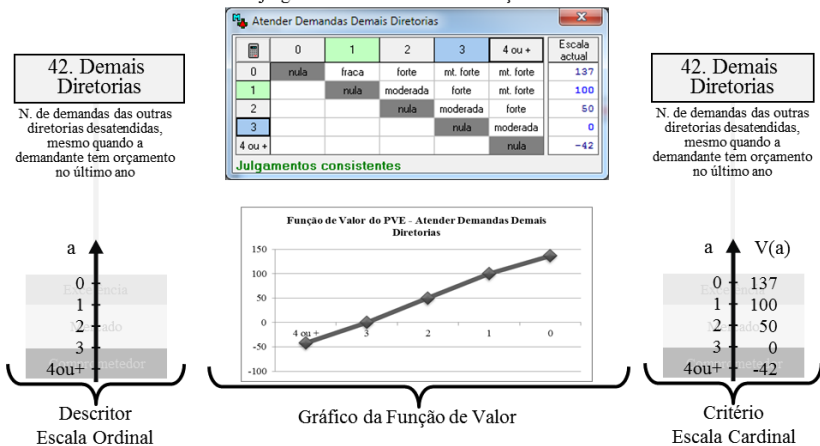 Atender Demandas Demais Diretorias
0 1 2 3 4 ou + Escala actual
0 nula fraca forte mt. forte mt. forte 137
1 nula moderada forte mt. forte 100
2 nula moderada forte 50
3 nula moderada 0
4 ou + nula -42
Julgamentos consistentes
42. Demais
Diretorias
N. de demandas das outras
diretorias desatendidas,
mesmo quando a
demandante tem orçamento
no último ano
a
0
Excelência
1
Mercado
2
3
Comprometedor
4ou+
Descritor
Escala Ordinal
Função de Valor do PVE - Atender Demandas Demais
Diretorias
150
100
50
0
-50
-100
4 ou + 3 2 1 0
Gráfico da Função de Valor
42. Demais
Diretorias
N. de demandas das outras
diretorias desatendidas,
mesmo quando a
demandante tem orçamento
no último ano
a V(a)
0 137
Excelência
1 100
Mercado
2 50
3 0
Comprometedor
4ou+ -42
Critério
Escala Cardinal